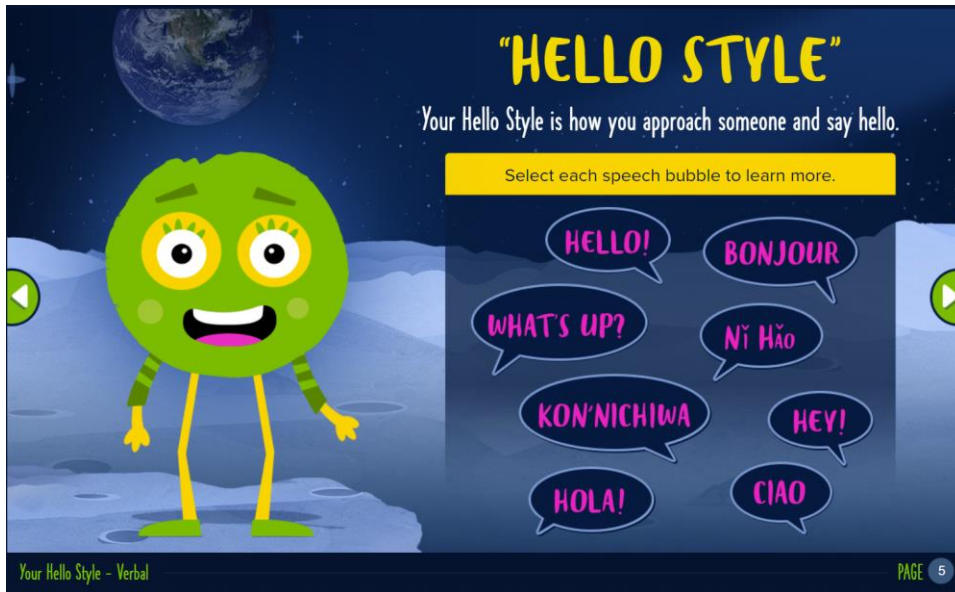 “HELLO STYLE”
Your Hello Style is how you approach someone and say hello.
Select each speech bubble to learn more.
HELLO!
BONJOUR
WHAT'S UP?
Nǐ Hǎo
KON'NICHIWA
HEY!
HOLA!
CIAO
Your Hello Style - Verbal
PAGE 5